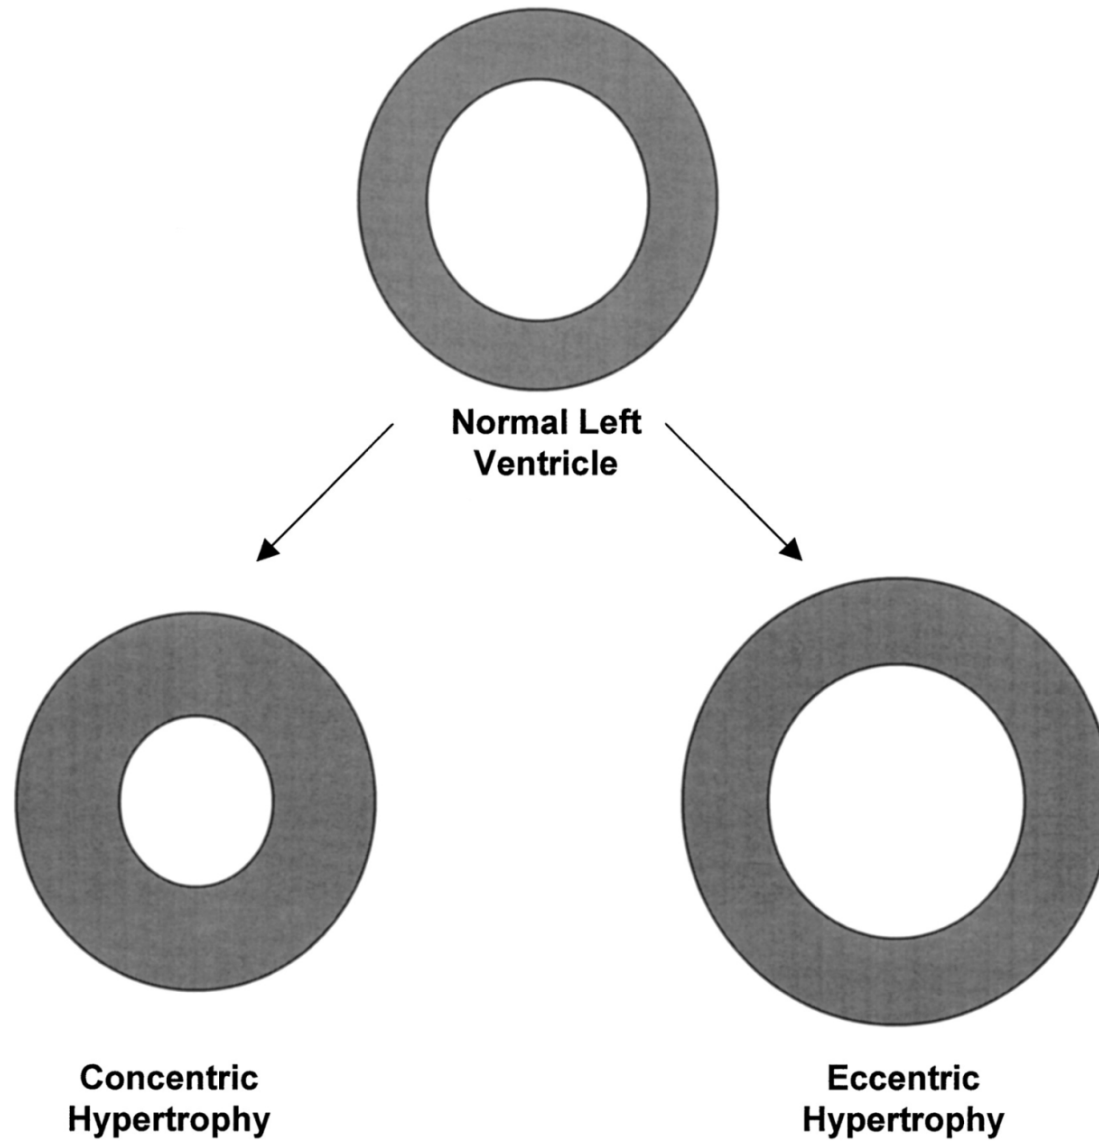 Normal Left
Ventricle
Concentric
Hypertrophy
Eccentric
Hypertrophy